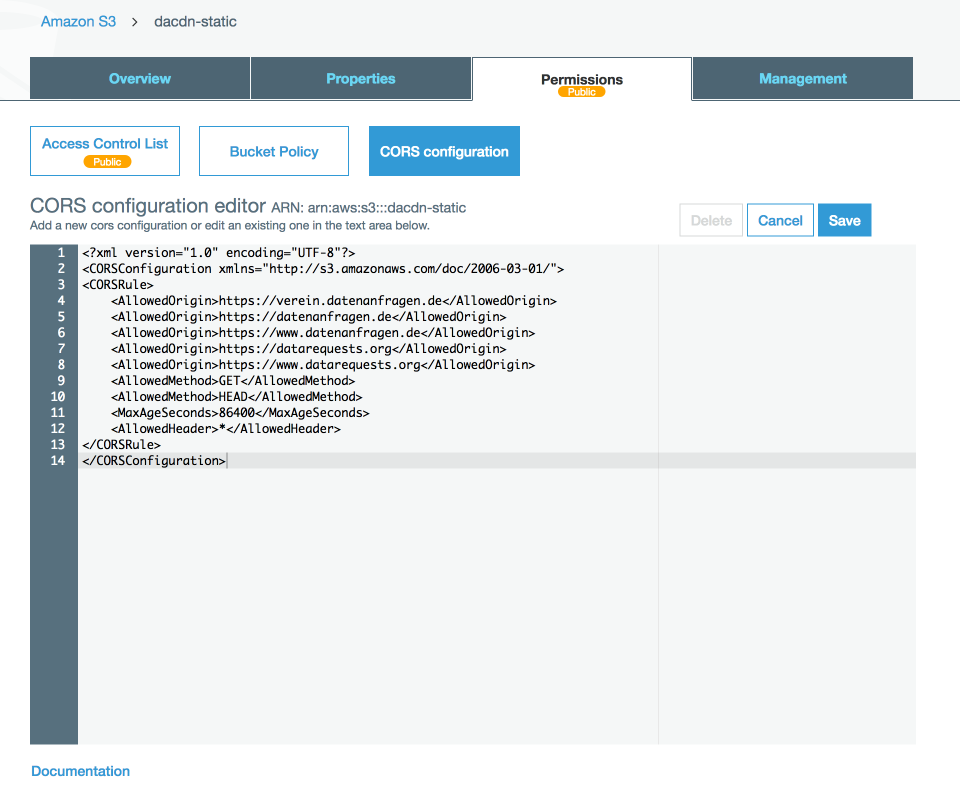 Amazon S3 > dacdn-static
Overview Properties Permissions Management
Public
Access Control List Bucket Policy CORS configuration
Public
CORS configuration editor ARN: arn:aws:s3:::dacdn-static
Add a new cors configuration or edit an existing one in the text area below.
Delete Cancel Save
1 <?xml version="1.0" encoding="UTF-8"?>
2 <CORSConfiguration xmlns="http://s3.amazonaws.com/doc/2006-03-01/">
3 <CORSRule>
4 <AllowedOrigin>https://verein.datenanfragen.de</AllowedOrigin>
5 <AllowedOrigin>https://datenanfragen.de</AllowedOrigin>
6 <AllowedOrigin>https://www.datenanfragen.de</AllowedOrigin>
7 <AllowedOrigin>https://datarequests.org</AllowedOrigin>
8 <AllowedOrigin>https://www.datarequests.org</AllowedOrigin>
9 <AllowedMethod>GET</AllowedMethod>
10 <AllowedMethod>HEAD</AllowedMethod>
11 <MaxAgeSeconds>86400</MaxAgeSeconds>
12 <AllowedHeader>*</AllowedHeader>
13 </CORSRule>
14 </CORSConfiguration>
Documentation